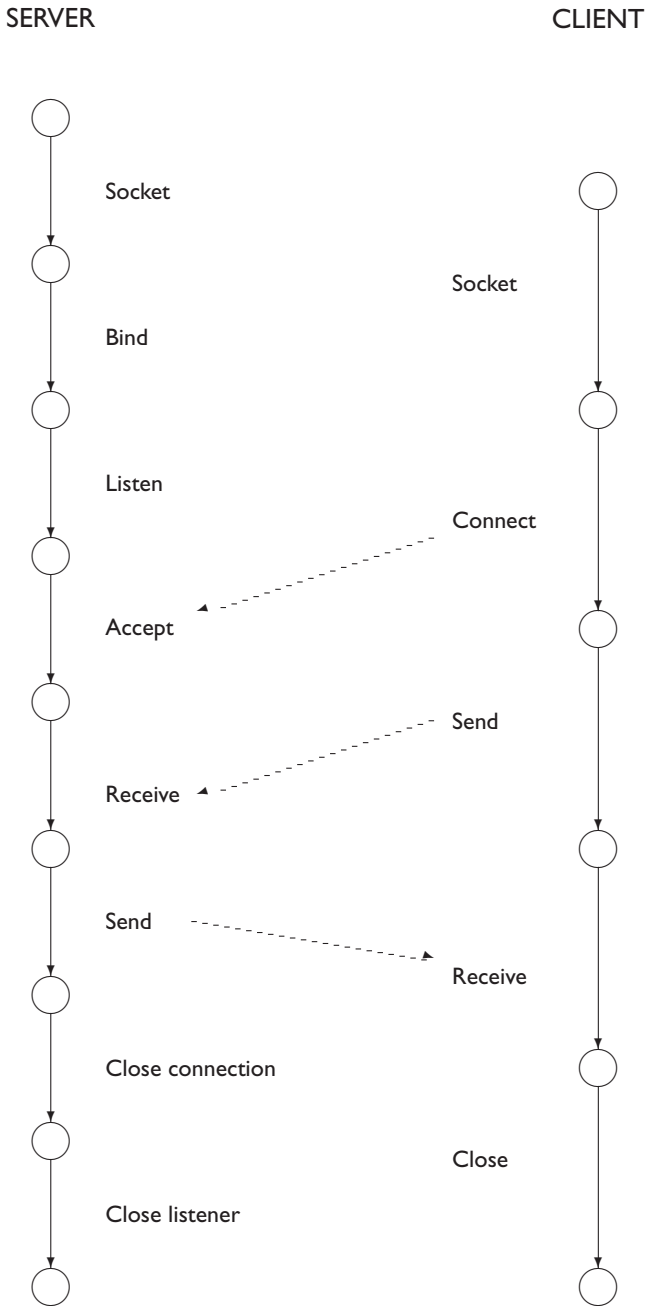 SERVER
CLIENT
Socket
Socket
Bind
Listen
Connect
Accept
Send
Receive
Send
Receive
Close connection
Close
Close listener